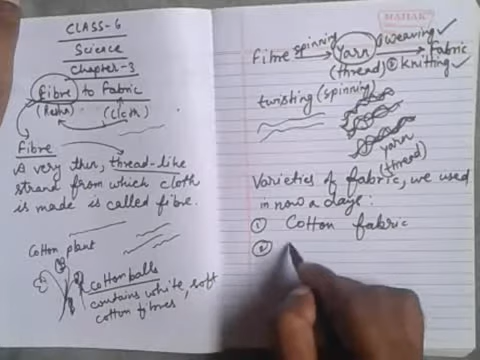 CLASS-6
Science
Chapter-3
Fibre to Fabric
(Resha) (Cloth)
Fibre
A very thin, thread-like
strand from which cloth
is made is called fibre.
Cotton plant
Cotton balls
contains white, soft
cotton fibres
MAHAK
Fibre spinning Yarn ① weaving Fabric
(thread) ② knitting
twisting (spinning)
yarn
(thread)
Varieties of fabric, we used
in now a days:
① Cotton fabric
②